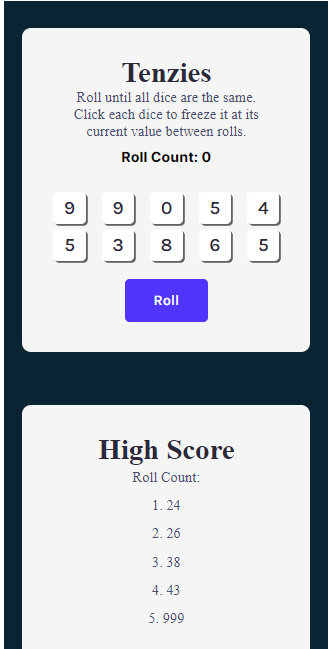 Tenzies
Roll until all dice are the same.
Click each dice to freeze it at its
current value between rolls.
Roll Count: 0
9 9 0 5 4
5 3 8 6 5
Roll
High Score
Roll Count:
1. 24
2. 26
3. 38
4. 43
5. 999